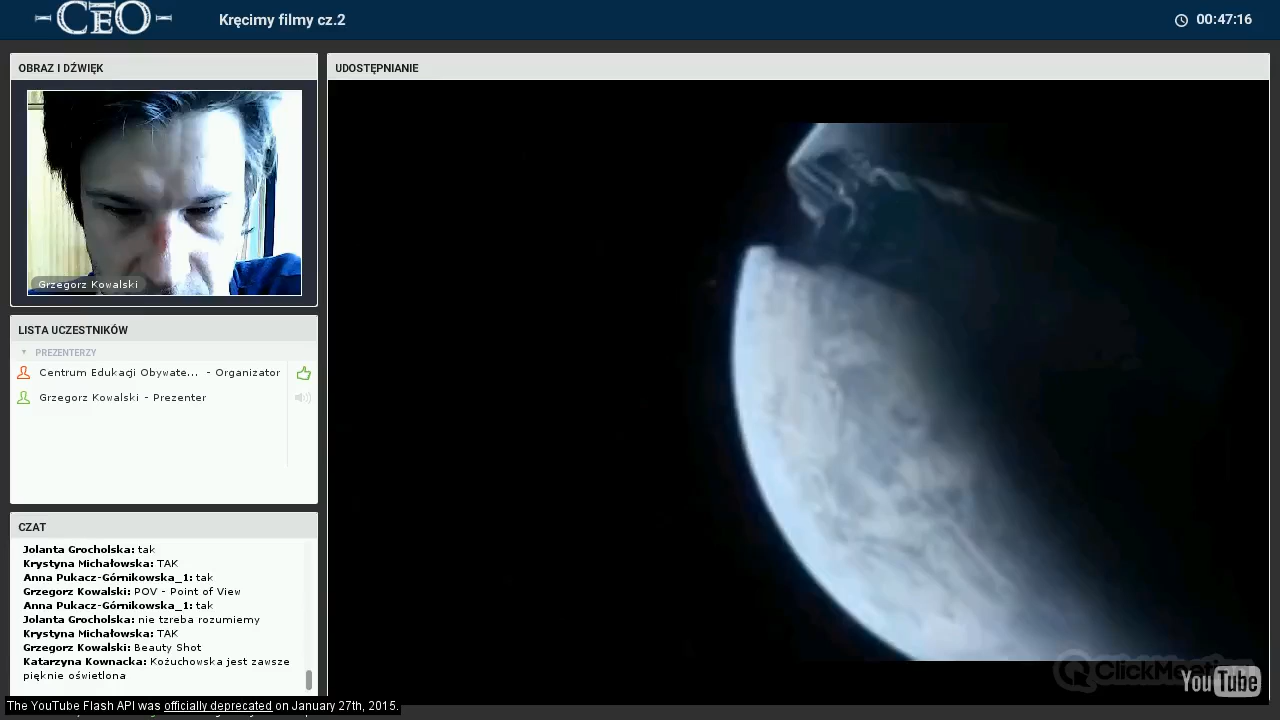 CEO
Kręcimy filmy cz.2
00:47:16
OBRAZ I DŹWIĘK
UDOSTĘPNIANIE
Grzegorz Kowalski
LISTA UCZESTNIKÓW
PREZENTERZY
Centrum Edukacji Obywate... - Organizator
Grzegorz Kowalski - Prezenter
CZAT
Jolanta Grocholska: tak
Krystyna Michałowska: TAK
Anna Pukacz-Górnikowska_1: tak
Grzegorz Kowalski: POV - Point of View
Anna Pukacz-Górnikowska_1: tak
Jolanta Grocholska: nie tzreba rozumiemy
Krystyna Michałowska: TAK
Grzegorz Kowalski: Beauty Shot
Katarzyna Kownacka: Kożuchowska jest zawsze
pięknie oświetlona
ClickMeeting
YouTube
The YouTube Flash API was officially deprecated on January 27th, 2015.